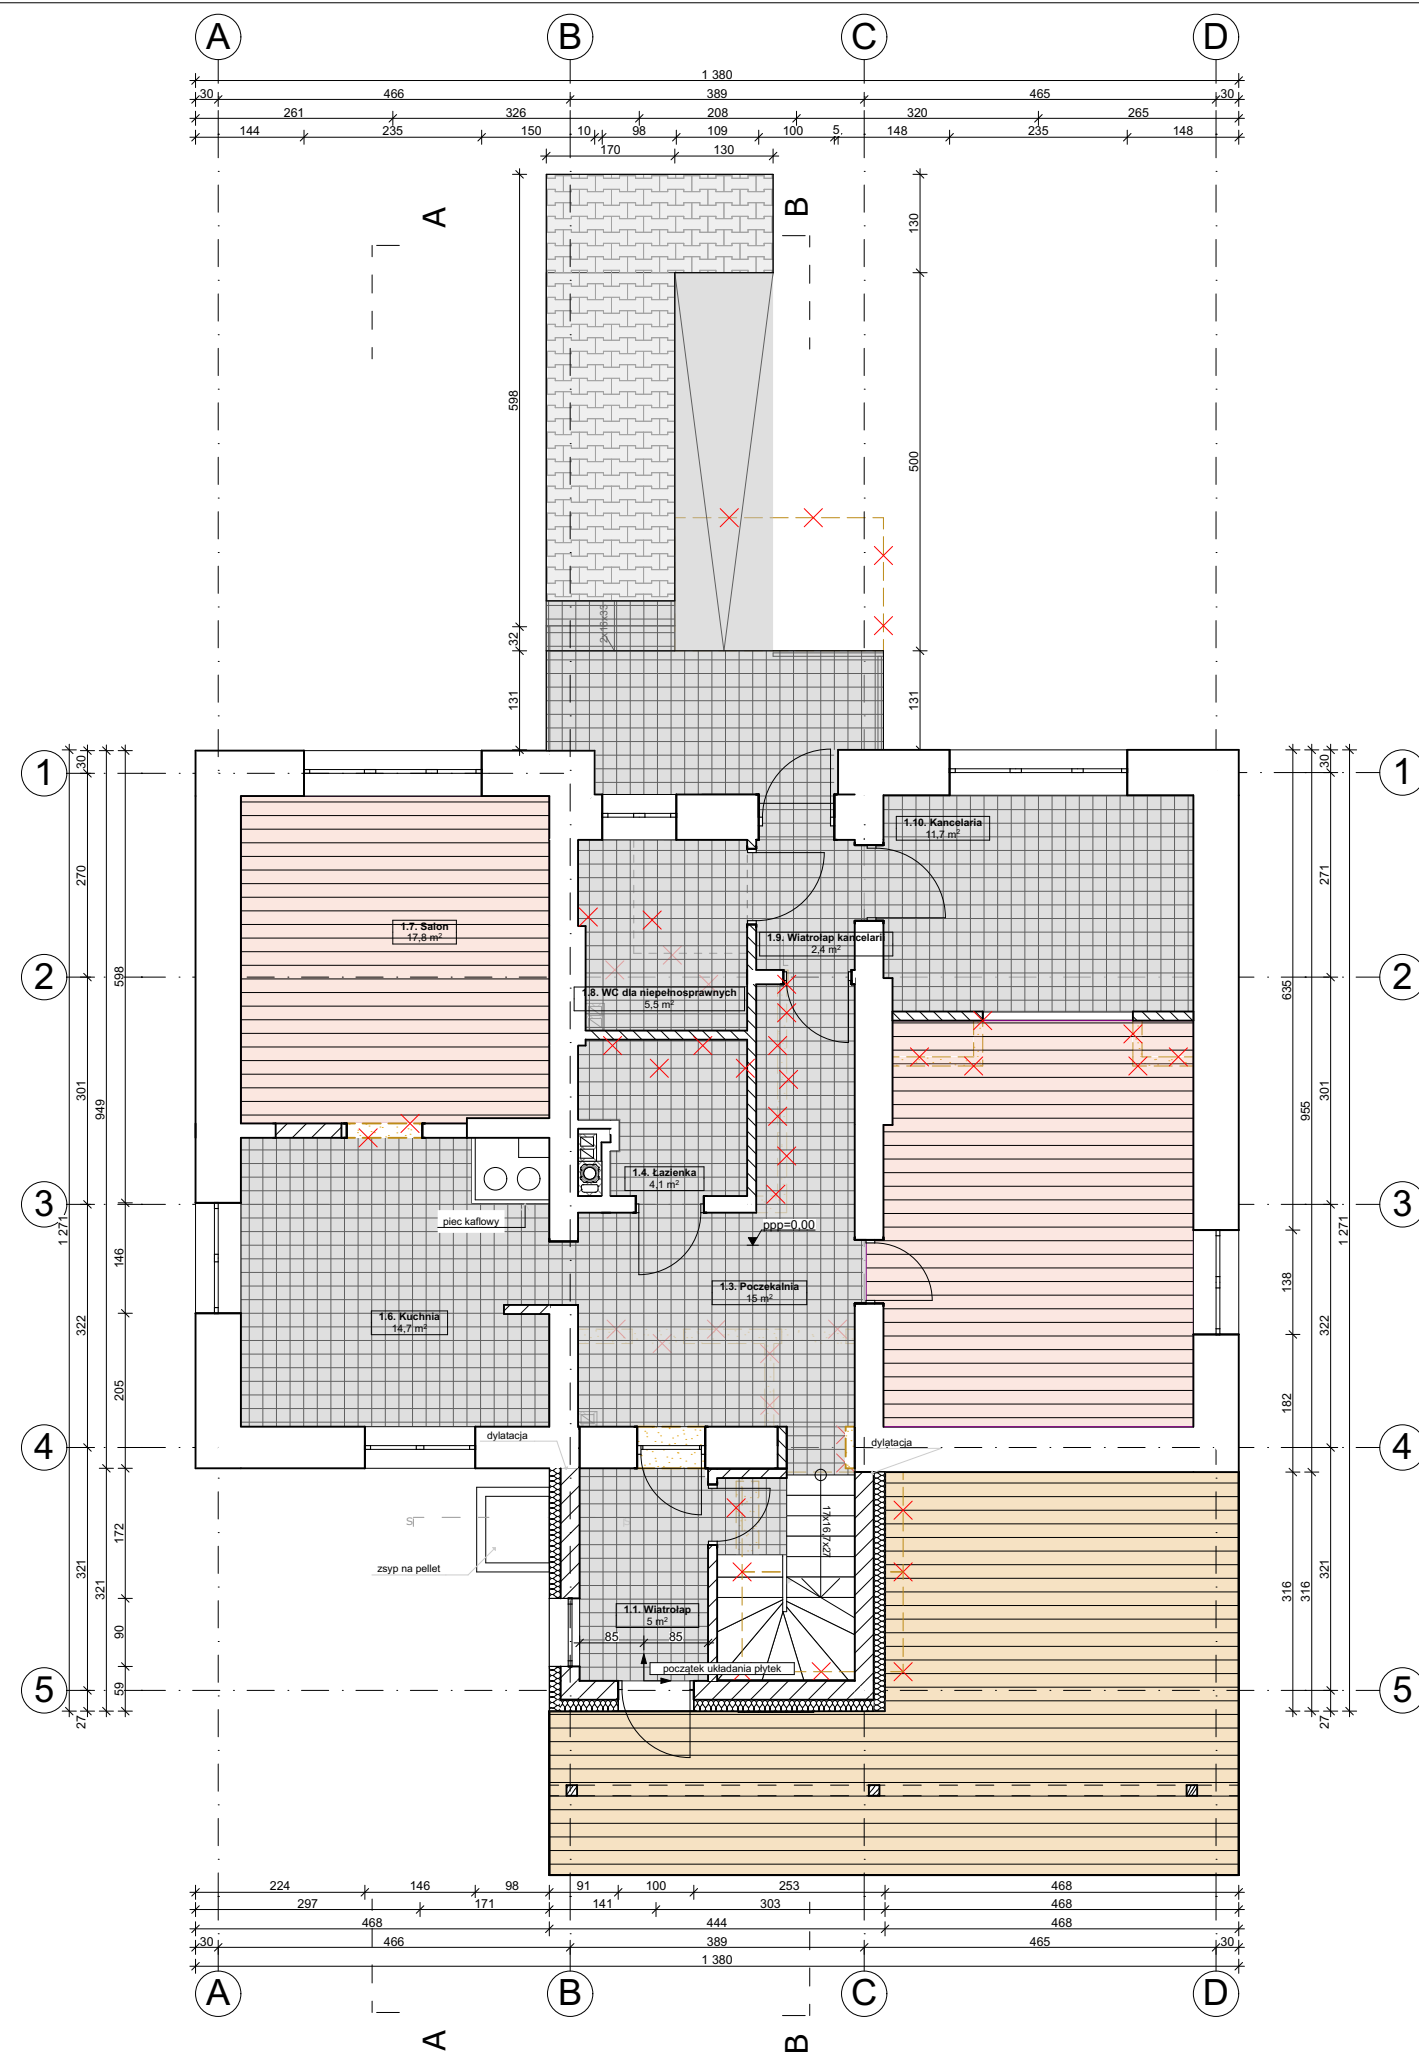 A B C D
1 380
30 466 389 465 30
261 326 208 320 265
144 235 150 10 98 109 100 5. 148 235 148
170 130
A
B
130
598
500
2x16x35
32
131
131
1
1
30
30
270
271
1.10. Kancelaria
11,7 m²
1.7. Salon
17,8 m²
1.9. Wiatrołap kancelarii
2,4 m²
2
2
598
635
1.8. WC dla niepełnosprawnych
5,5 m²
301
301
949
955
1.4. Łazienka
4,1 m²
3
3
piec kaflowy
ppp=0,00
1 271
1 271
146
138
1.3. Poczekalnia
15 m²
1.6. Kuchnia
14,7 m²
322
322
205
182
dylatacja
dylatacja
4
4
17x16,7x27
S
172
zsyp na pellet
321
321
321
316
316
1.1. Wiatrołap
5 m²
90
85 85
początek układania płytek
59
5
5
27
27
224 146 98 91 100 253 468
297 171 141 303 468
468 444 468
30 466 389 465 30
1 380
A B C D
A
B